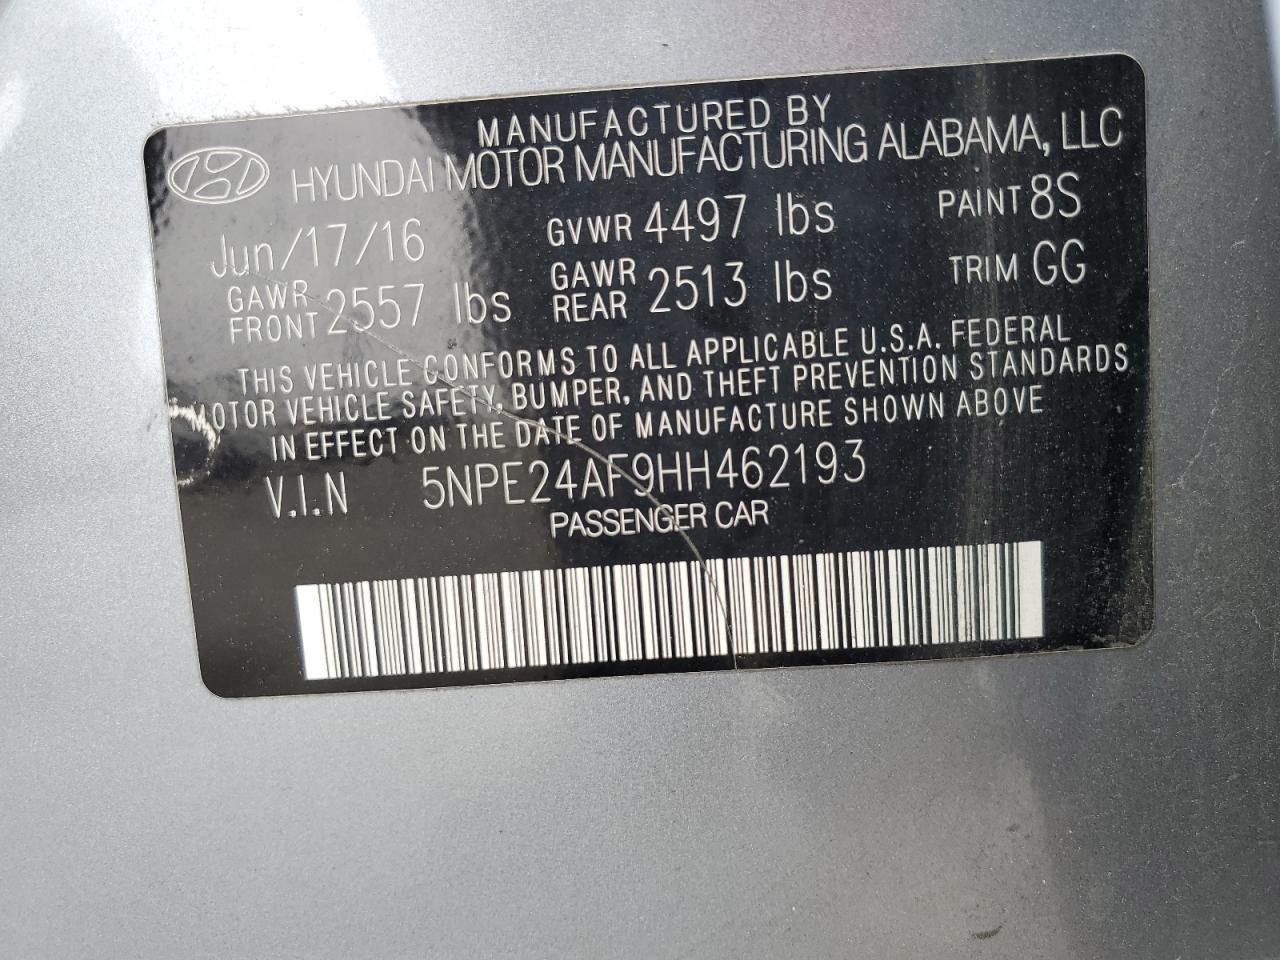 MANUFACTURED BY
HYUNDAI MOTOR MANUFACTURING ALABAMA, LLC
Jun/17/16 GVWR 4497 lbs PAINT 8S
GAWR FRONT 2557 lbs GAWR REAR 2513 lbs TRIM GG
THIS VEHICLE CONFORMS TO ALL APPLICABLE U.S.A. FEDERAL
MOTOR VEHICLE SAFETY, BUMPER, AND THEFT PREVENTION STANDARDS
IN EFFECT ON THE DATE OF MANUFACTURE SHOWN ABOVE
V.I.N 5NPE24AF9HH462193
PASSENGER CAR